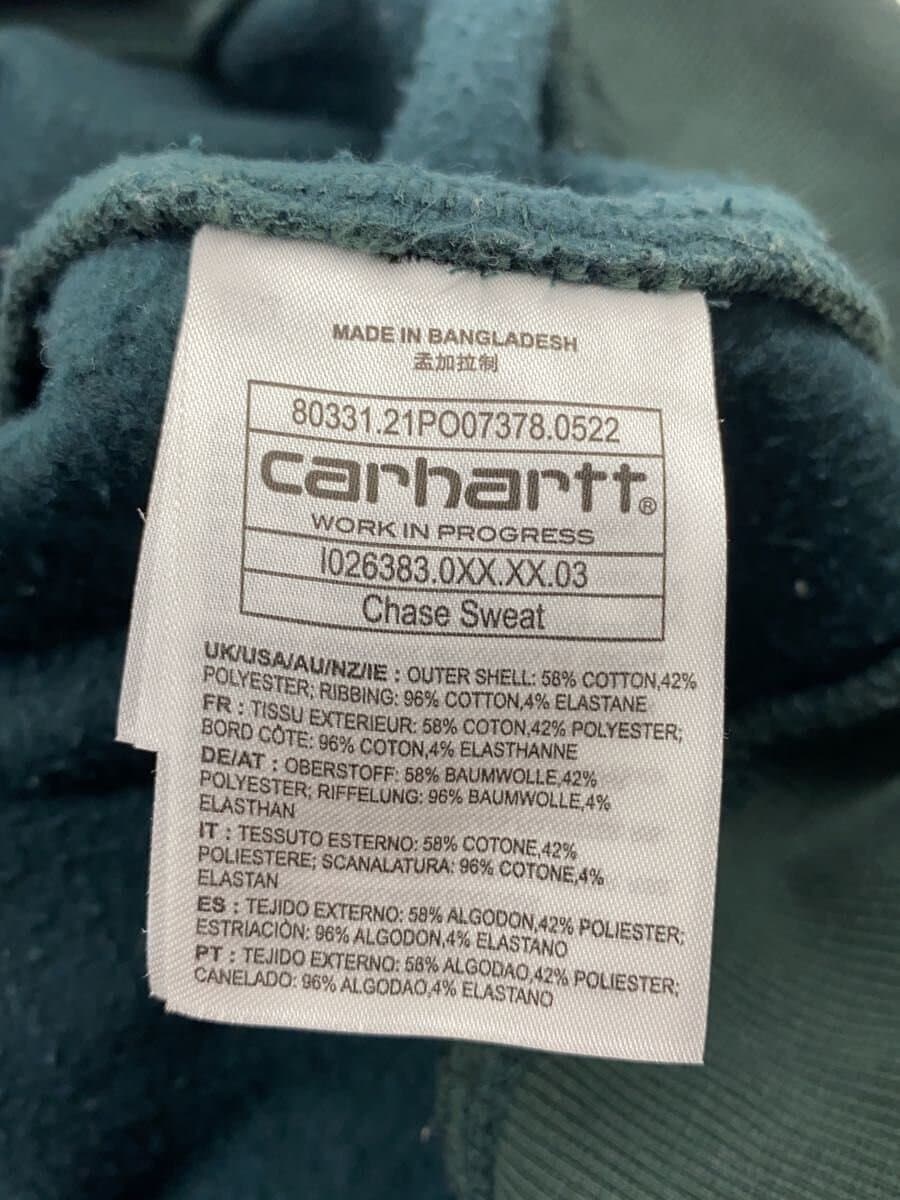 MADE IN BANGLADESH
孟加拉制
80331.21PO07378.0522
carhartt®
WORK IN PROGRESS
I026383.0XX.XX.03
Chase Sweat
UK/USA/AU/NZ/IE : OUTER SHELL: 58% COTTON,42%
POLYESTER; RIBBING: 96% COTTON,4% ELASTANE
FR : TISSU EXTERIEUR: 58% COTON,42% POLYESTER;
BORD CÔTE: 96% COTON,4% ELASTHANNE
DE/AT : OBERSTOFF: 58% BAUMWOLLE,42%
POLYESTER; RIFFELUNG: 96% BAUMWOLLE,4%
ELASTHAN
IT : TESSUTO ESTERNO: 58% COTONE,42%
POLIESTERE; SCANALATURA: 96% COTONE,4%
ELASTAN
ES : TEJIDO EXTERNO: 58% ALGODON,42% POLIESTER;
ESTRIACIÓN: 96% ALGODON,4% ELASTANO
PT : TEJIDO EXTERNO: 58% ALGODAO,42% POLIESTER;
CANELADO: 96% ALGODAO,4% ELASTANO